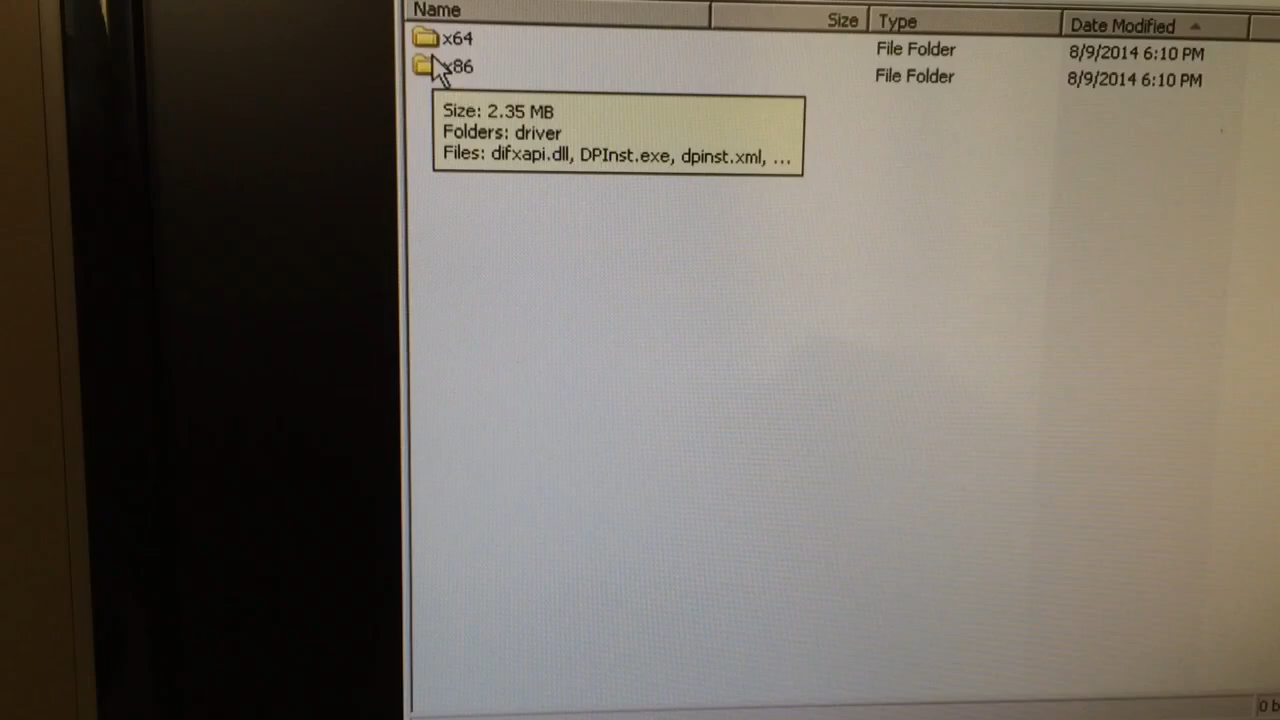 Name Size Type Date Modified
x64 File Folder 8/9/2014 6:10 PM
x86 File Folder 8/9/2014 6:10 PM
Size: 2.35 MB
Folders: driver
Files: difxapi.dll, DPInst.exe, dpinst.xml, ...